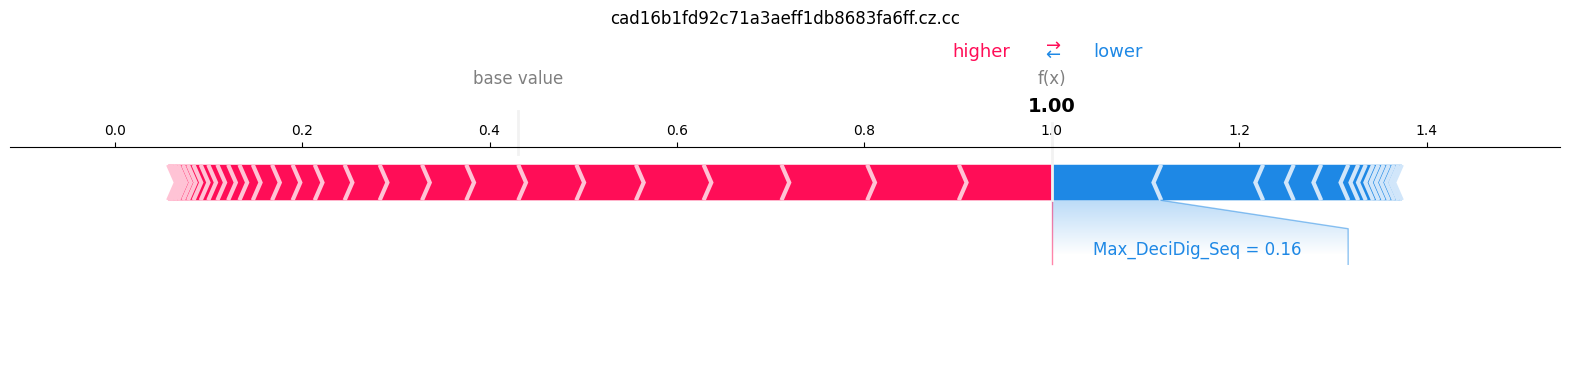 cad16b1fd92c71a3aeff1db8683fa6ff.cz.cc
higher → ← lower
base value f(x)
1.00
0.0 0.2 0.4 0.6 0.8 1.0 1.2 1.4
Max_DeciDig_Seq = 0.16